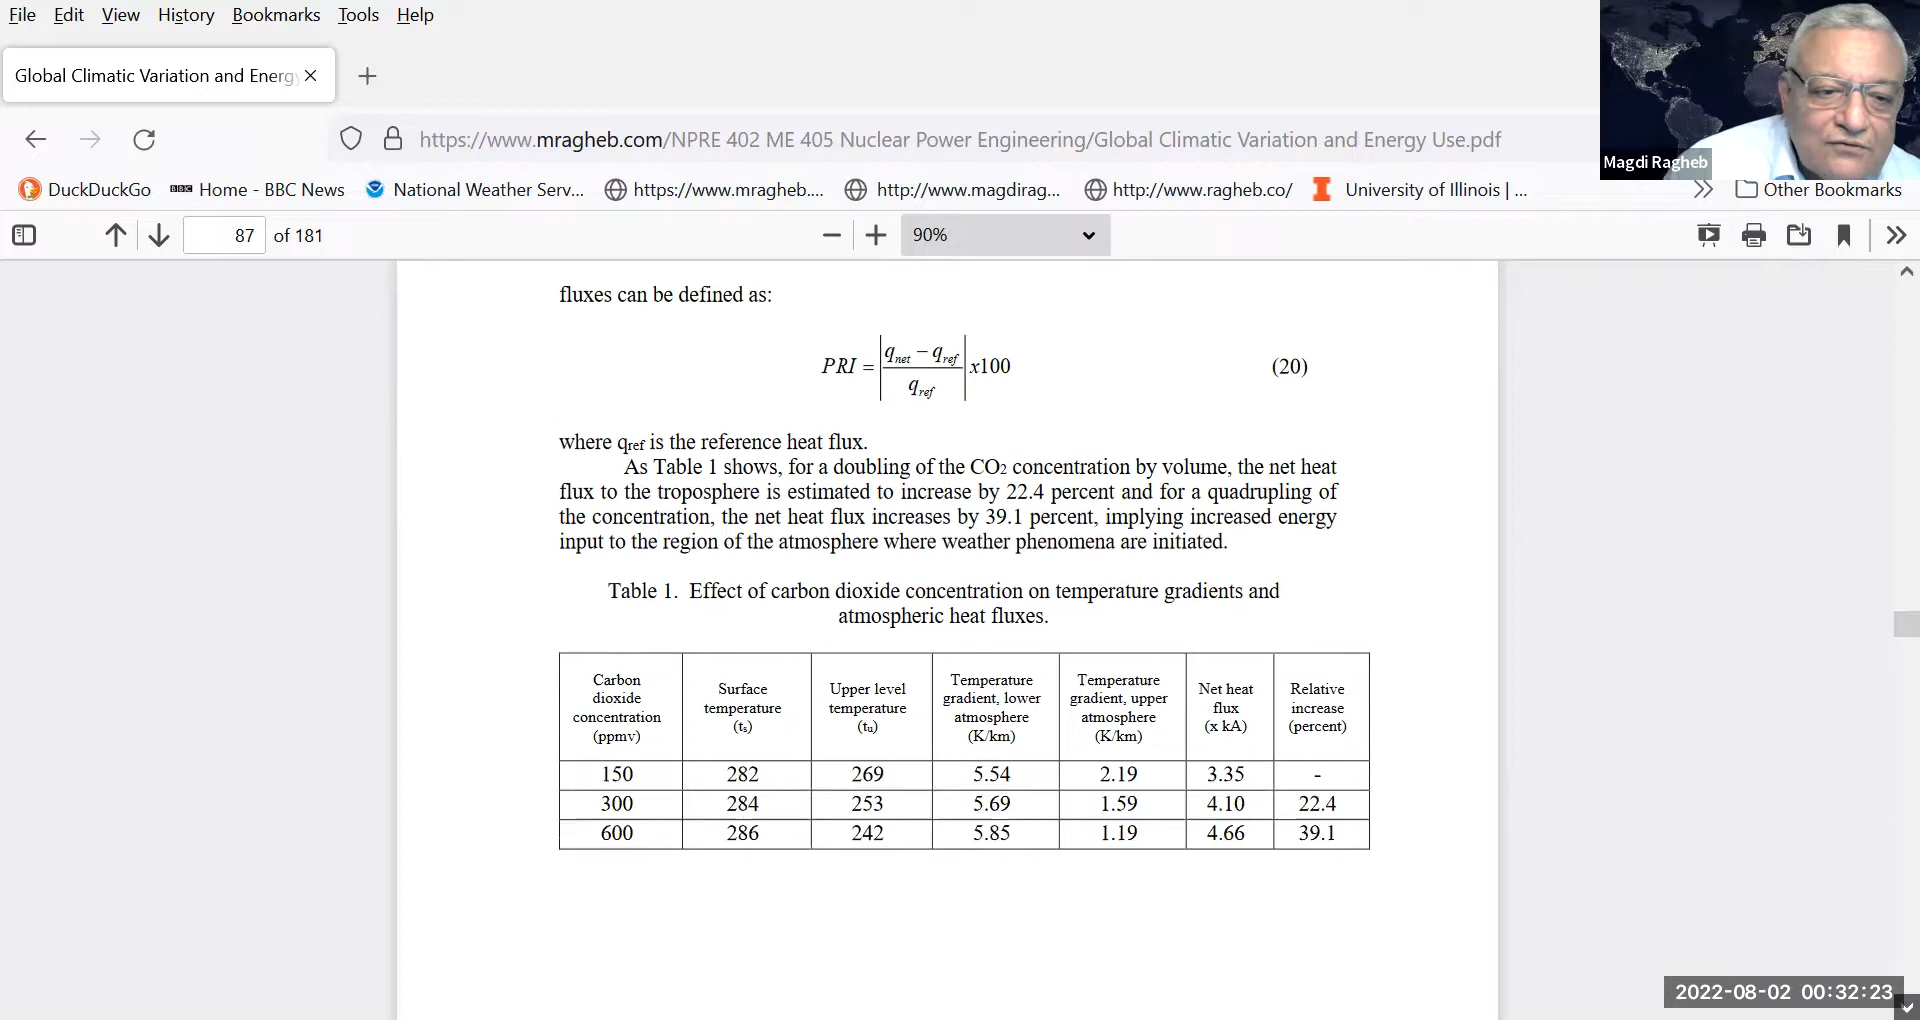 File Edit View History Bookmarks Tools Help
Global Climatic Variation and Energ
https://www.mragheb.com/NPRE 402 ME 405 Nuclear Power Engineering/Global Climatic Variation and Energy Use.pdf
Magdi Ragheb
DuckDuckGo BBC Home - BBC News National Weather Serv... https://www.mragheb.... http://www.magdirag... http://www.ragheb.co/ University of Illinois | ... Other Bookmarks
87 of 181 90%
fluxes can be defined as:
PRI = |(q_net − q_ref) / q_ref| x100 (20)
where q_ref is the reference heat flux.
As Table 1 shows, for a doubling of the CO2 concentration by volume, the net heat
flux to the troposphere is estimated to increase by 22.4 percent and for a quadrupling of
the concentration, the net heat flux increases by 39.1 percent, implying increased energy
input to the region of the atmosphere where weather phenomena are initiated.
Table 1. Effect of carbon dioxide concentration on temperature gradients and
atmospheric heat fluxes.
Carbon dioxide concentration (ppmv) Surface temperature (ts) Upper level temperature (tu) Temperature gradient, lower atmosphere (K/km) Temperature gradient, upper atmosphere (K/km) Net heat flux (x kA) Relative increase (percent)
150 282 269 5.54 2.19 3.35 -
300 284 253 5.69 1.59 4.10 22.4
600 286 242 5.85 1.19 4.66 39.1
2022-08-02 00:32:23